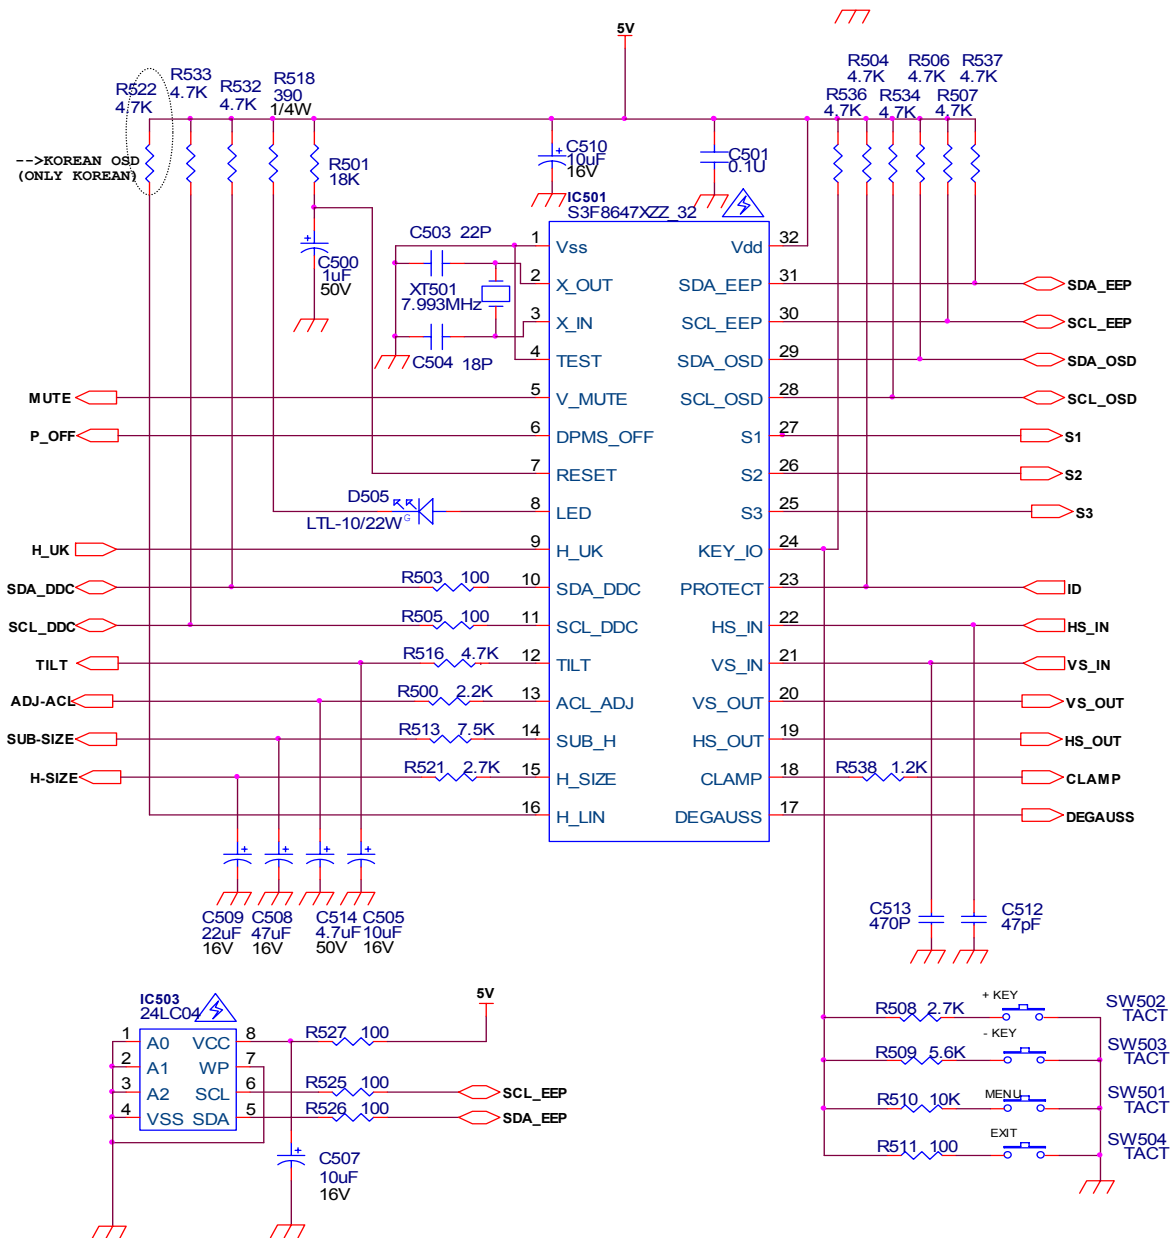 5V
R522
4.7K
R533
4.7K
R532
4.7K
R518
390
1/4W
R504
4.7K
R506
4.7K
R537
4.7K
R536
4.7K
R534
4.7K
R507
4.7K
-->KOREAN OSD
(ONLY KOREAN)
R501
18K
C510
10uF
16V
C501
0.1U
IC501
S3F8647XZZ_32
C500
1uF
50V
C503 22P
XT501
7.993MHz
C504 18P
1 Vss
2 X_OUT
3 X_IN
4 TEST
5 V_MUTE
6 DPMS_OFF
7 RESET
8 LED
9 H_UK
10 SDA_DDC
11 SCL_DDC
12 TILT
13 ACL_ADJ
14 SUB_H
15 H_SIZE
16 H_LIN
Vdd 32
SDA_EEP 31
SCL_EEP 30
SDA_OSD 29
SCL_OSD 28
S1 27
S2 26
S3 25
KEY_IO 24
PROTECT 23
HS_IN 22
VS_IN 21
VS_OUT 20
HS_OUT 19
CLAMP 18
DEGAUSS 17
MUTE
P_OFF
D505
G
LTL-10/22W
H_UK
SDA_DDC
R503 100
SCL_DDC
R505 100
TILT
R516 4.7K
ADJ-ACL
R500 2.2K
SUB-SIZE
R513 7.5K
H-SIZE
R521 2.7K
SDA_EEP
SCL_EEP
SDA_OSD
SCL_OSD
S1
S2
S3
ID
HS_IN
VS_IN
VS_OUT
HS_OUT
R538 1.2K
CLAMP
DEGAUSS
C509
22uF
16V
C508
47uF
16V
C514
4.7uF
50V
C505
10uF
16V
C513
470P
C512
47pF
IC503
24LC04
1 A0
2 A1
3 A2
4 VSS
VCC 8
WP 7
SCL 6
SDA 5
5V
R527 100
R525 100
SCL_EEP
R526 100
SDA_EEP
C507
10uF
16V
R508 2.7K
+ KEY
SW502
TACT
R509 5.6K
- KEY
SW503
TACT
R510 10K
MENU
SW501
TACT
R511 100
EXIT
SW504
TACT